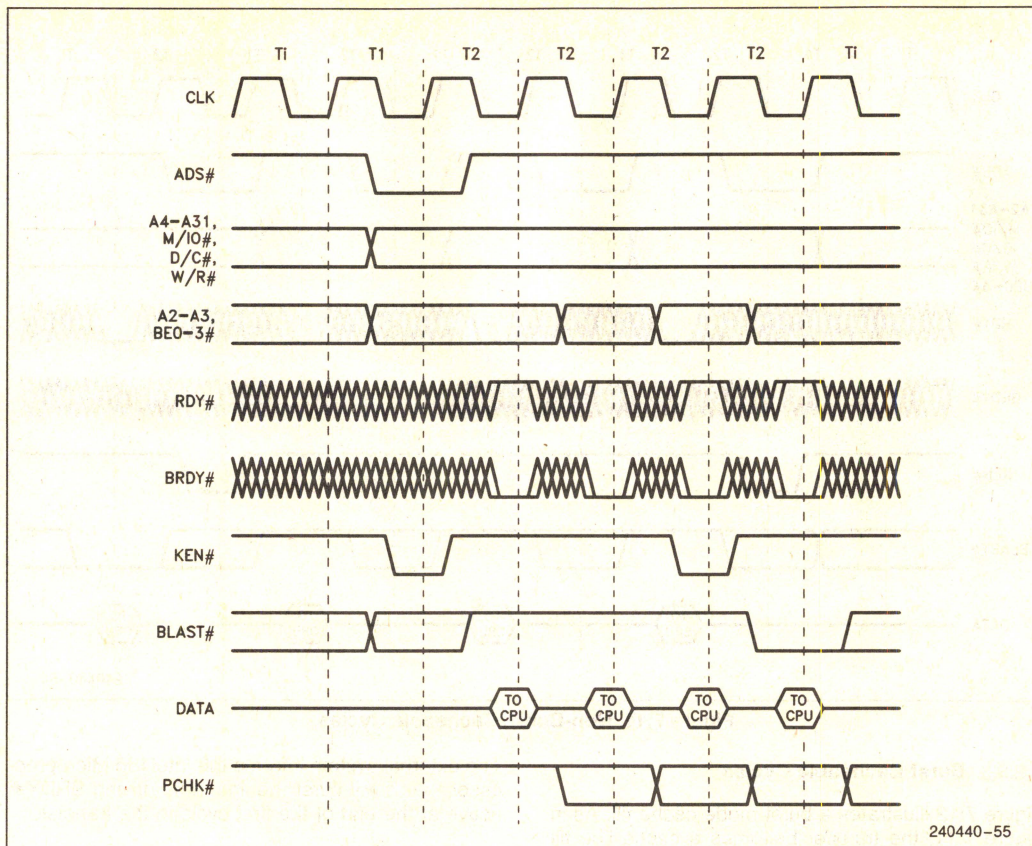 Ti T1 T2 T2 T2 T2 Ti
CLK
ADS#
A4-A31,
M/IO#,
D/C#,
W/R#
A2-A3,
BE0-3#
RDY#
BRDY#
KEN#
BLAST#
DATA
TO CPU TO CPU TO CPU TO CPU
PCHK#
240440-55